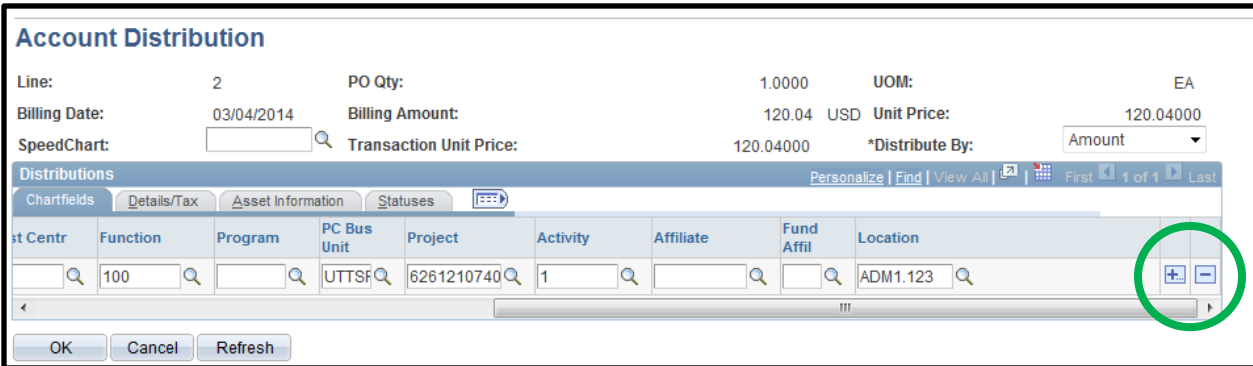 Account Distribution
Line: 2 PO Qty: 1.0000 UOM: EA
Billing Date: 03/04/2014 Billing Amount: 120.04 USD Unit Price: 120.04000
SpeedChart: Transaction Unit Price: 120.04000 *Distribute By: Amount
Distributions Personalize | Find | View All | | First 1 of 1 Last
Chartfields Details/Tax Asset Information Statuses
st Centr Function Program PC Bus Unit Project Activity Affiliate Fund Affil Location
100 UTTSF 6261210740 1 ADM1.123
OK Cancel Refresh